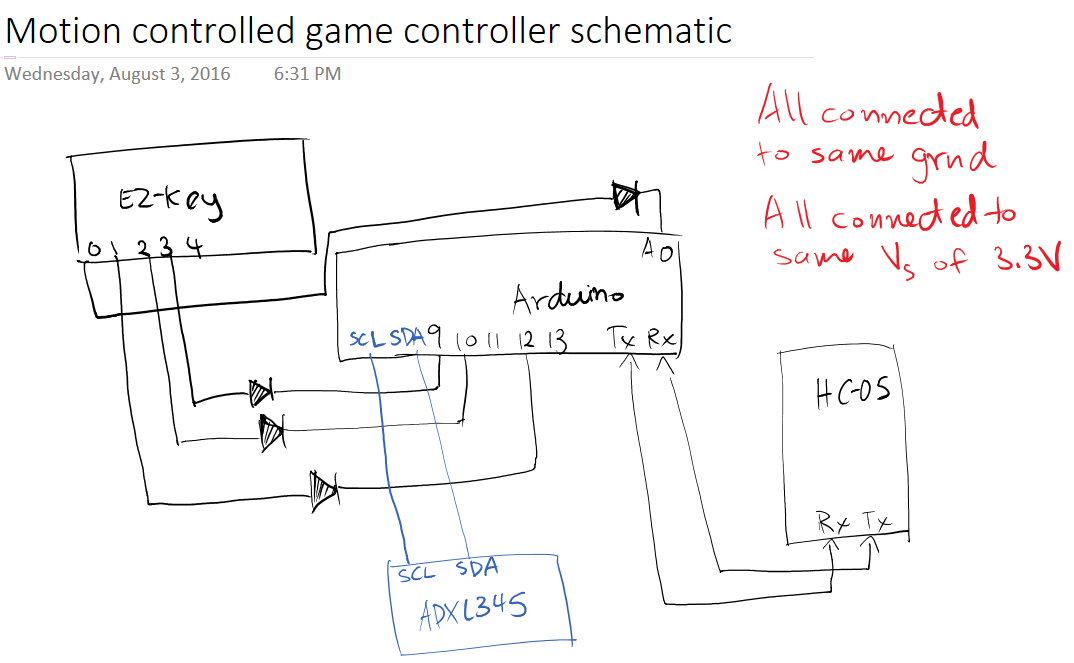 Motion controlled game controller schematic
Wednesday, August 3, 2016 6:31 PM
All connected
to same grnd
All connected to
same Vs of 3.3V
EZ-Key
0 1 2 3 4
A0
Arduino
SCL SDA 9 10 11 12 13 Tx Rx
HC-05
Rx Tx
SCL SDA
ADXL345